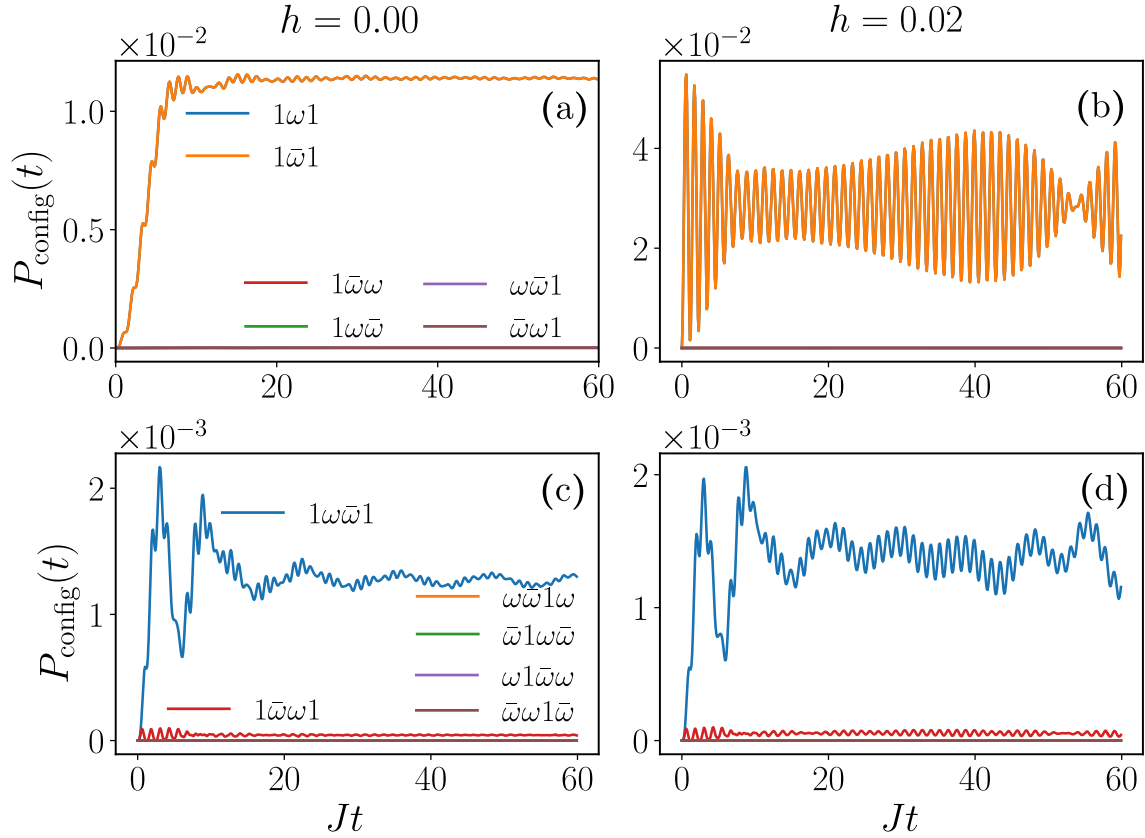 h = 0.00
h = 0.02
×10⁻²
×10⁻²
P_config(t)
1.0
0.5
0.0
0 20 40 60
(a)
1ω1
1ω̄1
1ω̄ω
1ωω̄
ωω̄1
ω̄ω1
4
2
0
0 20 40 60
(b)
×10⁻³
×10⁻³
P_config(t)
2
1
0
0 20 40 60
Jt
(c)
1ωω̄1
ωω̄1ω
ω̄1ωω̄
ω1ω̄ω
ω̄ω1ω̄
1ω̄ω1
2
1
0
0 20 40 60
Jt
(d)